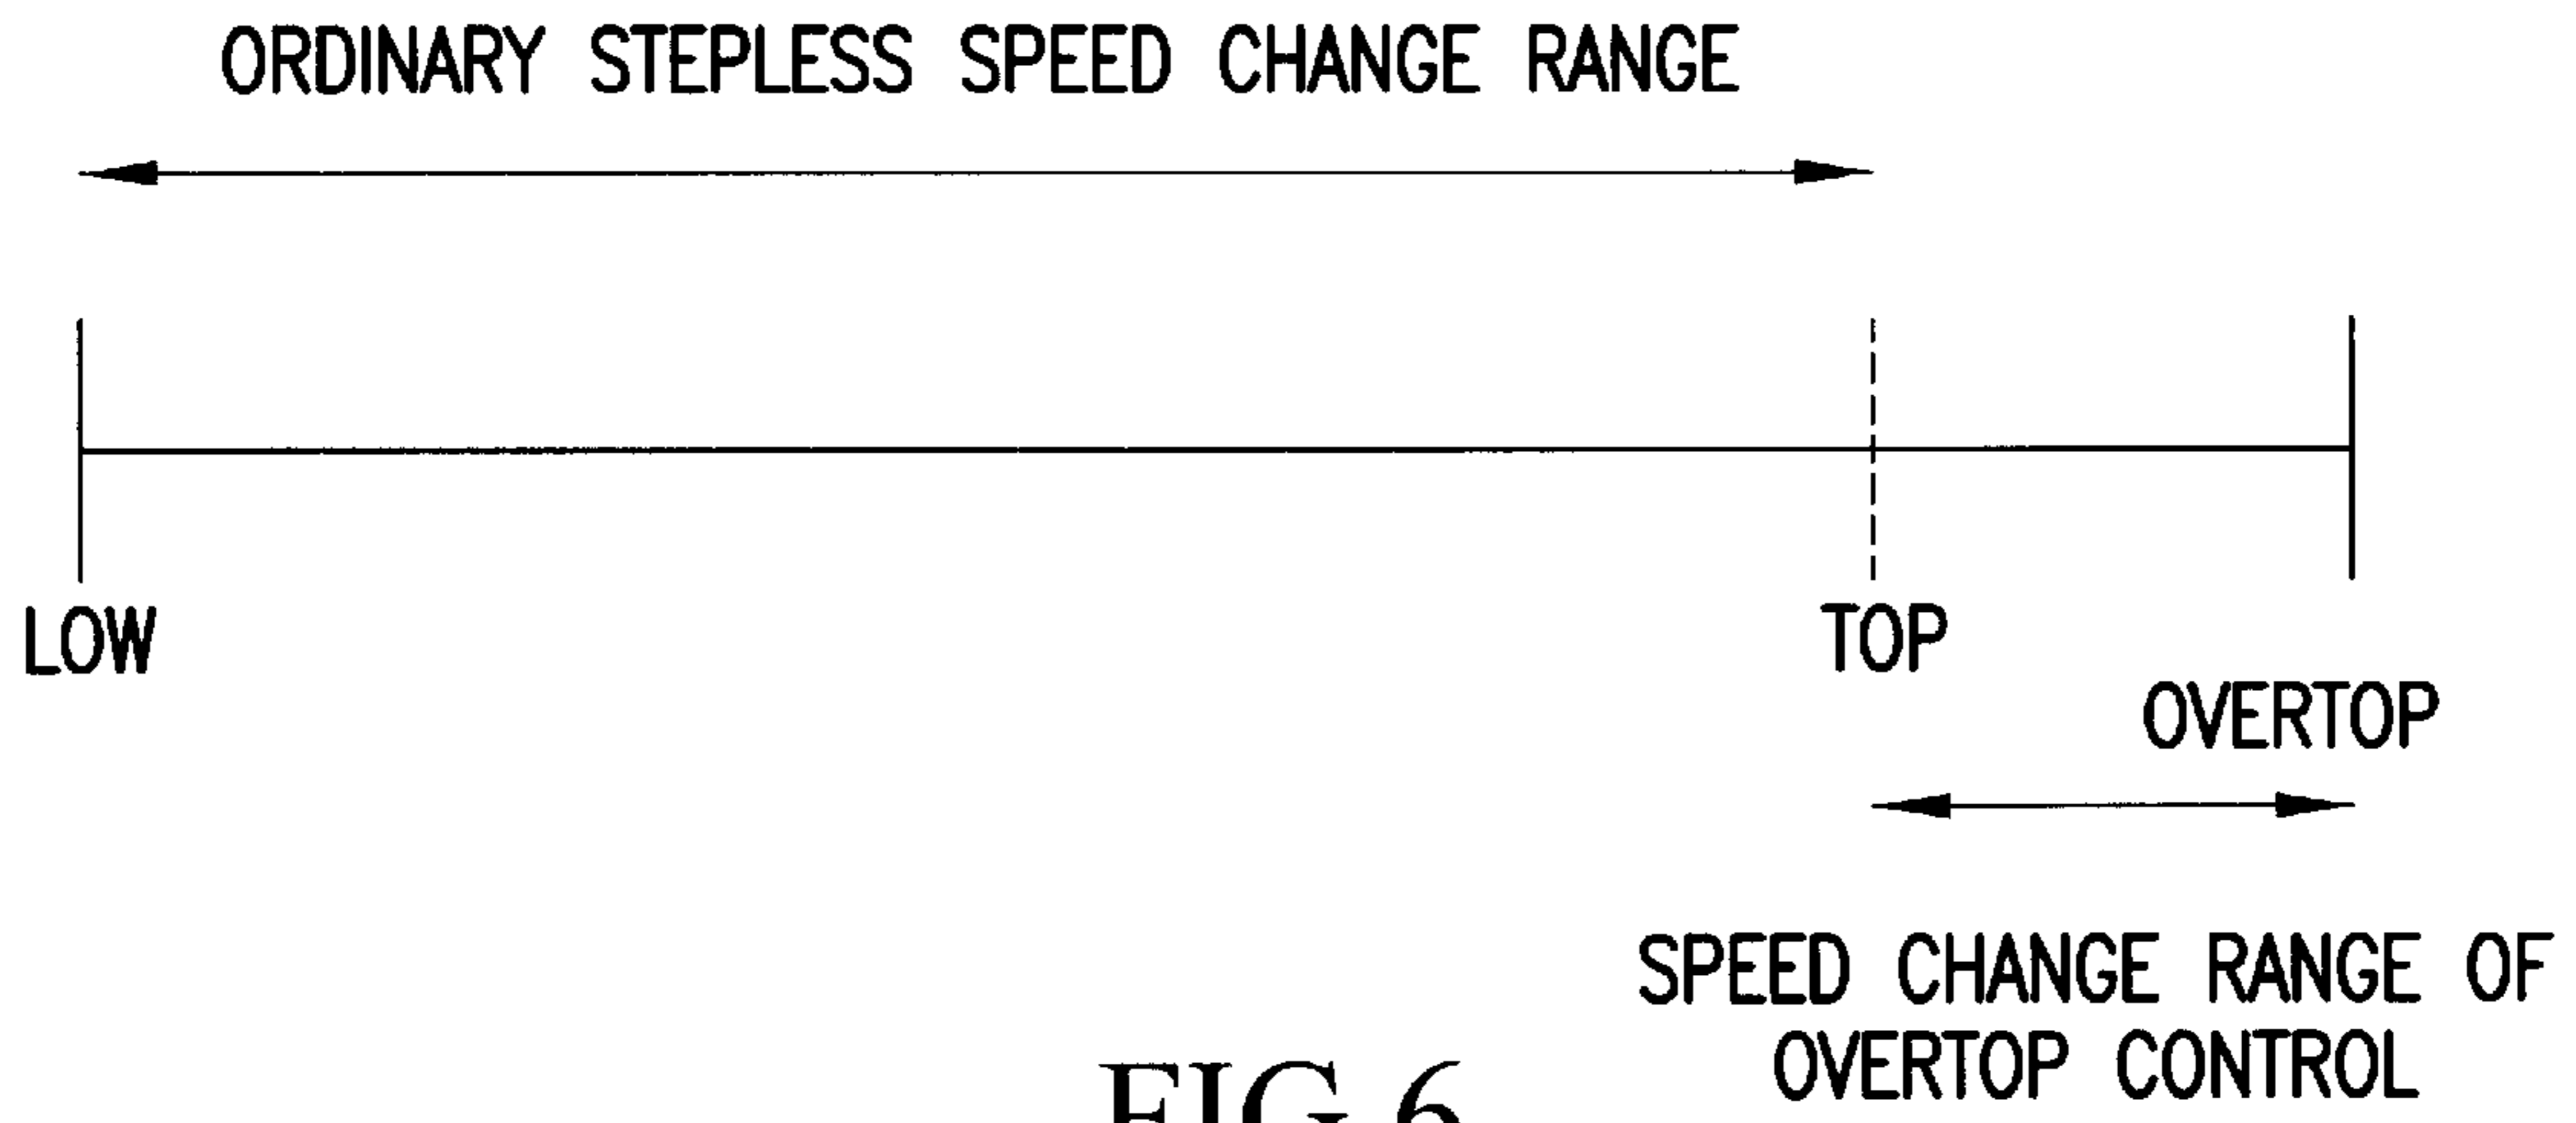 ORDINARY STEPLESS SPEED CHANGE RANGE
LOW
TOP
OVERTOP
SPEED CHANGE RANGE OF
OVERTOP CONTROL
FIG.6